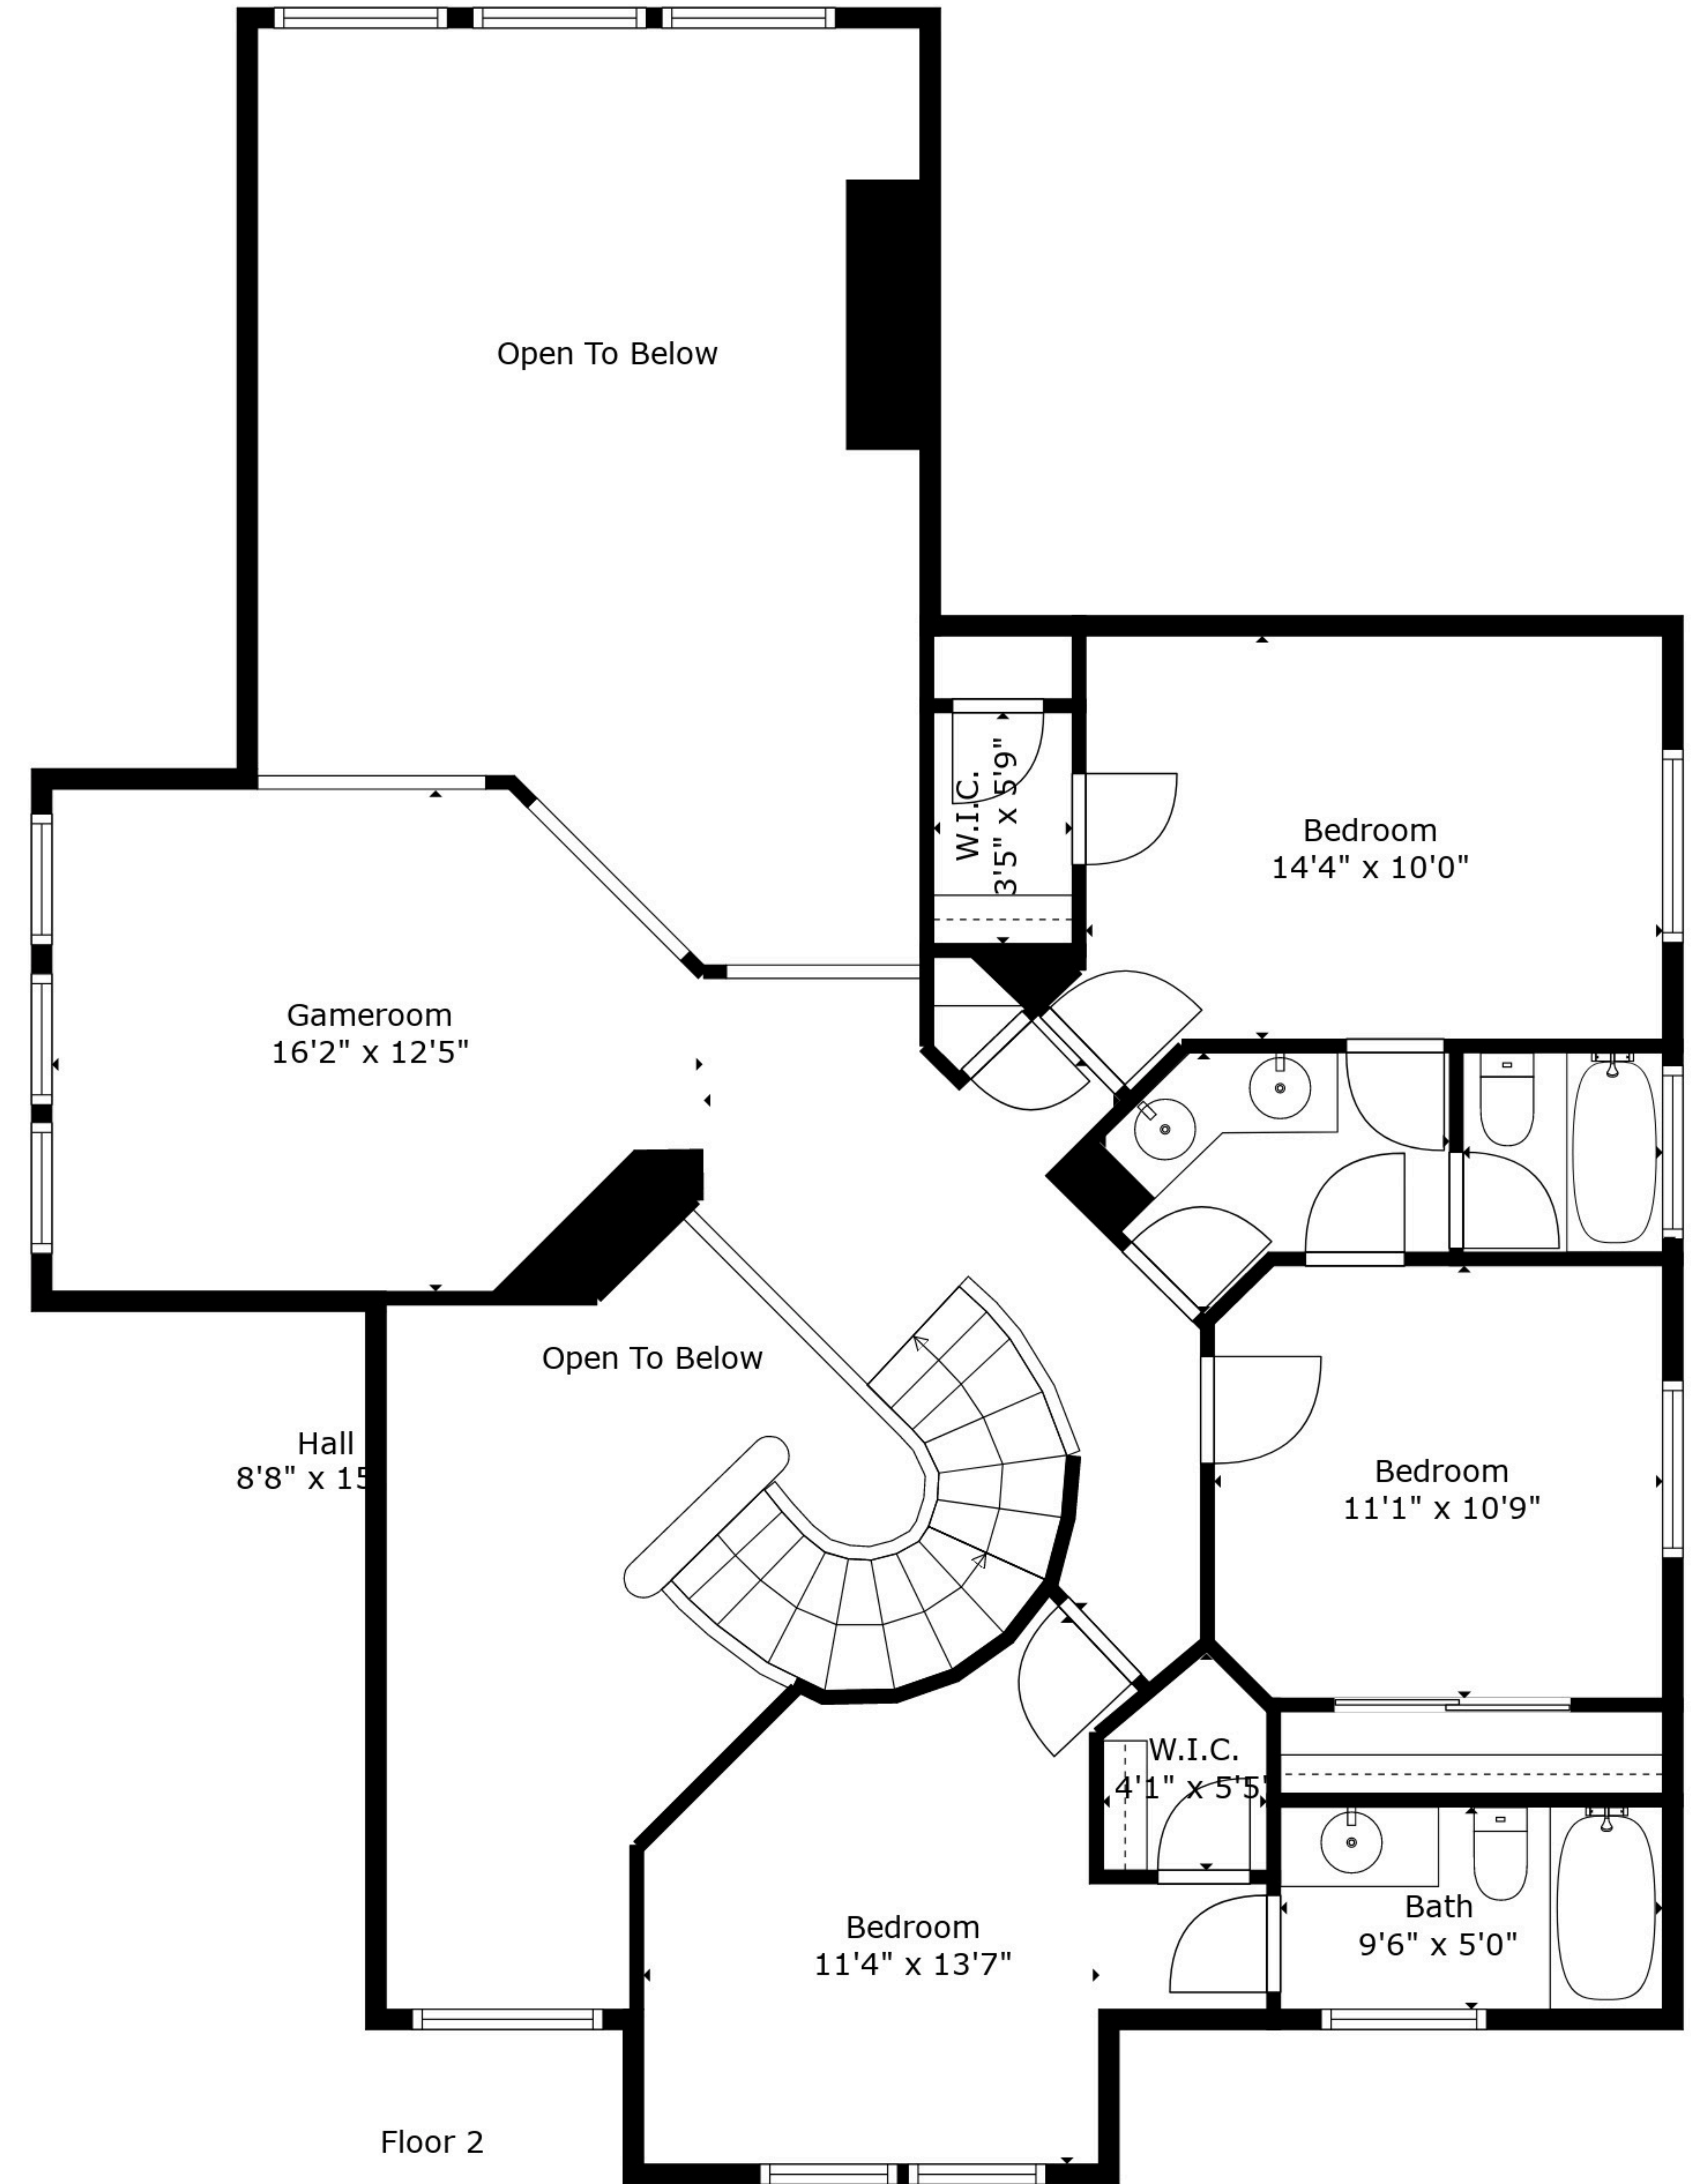 Open To Below
W.I.C.
3'5" x 5'9"
Bedroom
14'4" x 10'0"
Gameroom
16'2" x 12'5"
Open To Below
Hall
8'8" x 15
Bedroom
11'1" x 10'9"
W.I.C.
4'1" x 5'5"
Bedroom
11'4" x 13'7"
Bath
9'6" x 5'0"
Floor 2